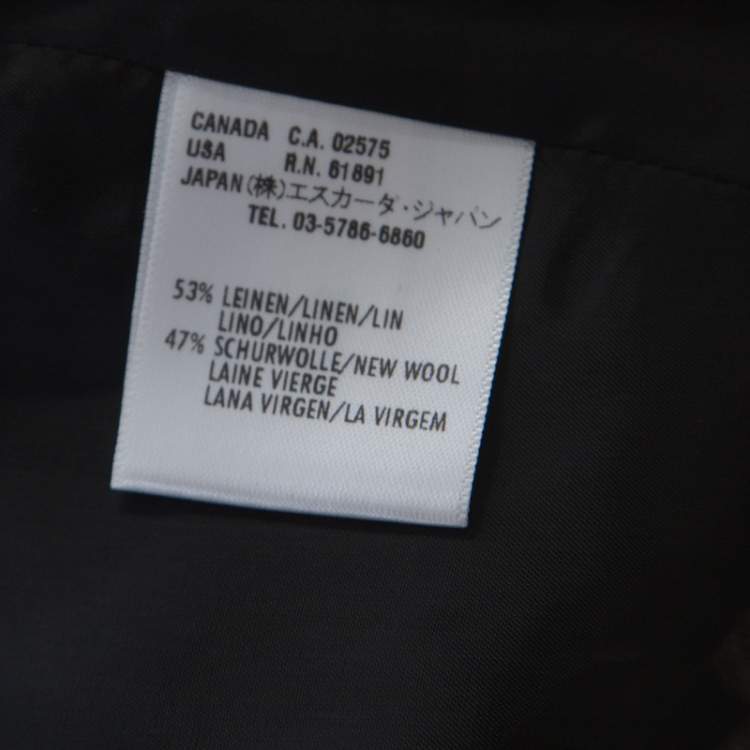 CANADA C.A. 02575
USA R.N. 61891
JAPAN (株)エスカーダ・ジャパン
TEL. 03-5786-6860
53% LEINEN/LINEN/LIN
LINO/LINHO
47% SCHURWOLLE/NEW WOOL
LAINE VIERGE
LANA VIRGEN/LA VIRGEM